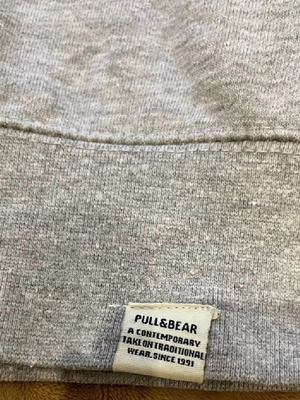 PULL&BEAR
A CONTEMPORARY
TAKE ON TRADITIONAL
WEAR. SINCE 1991